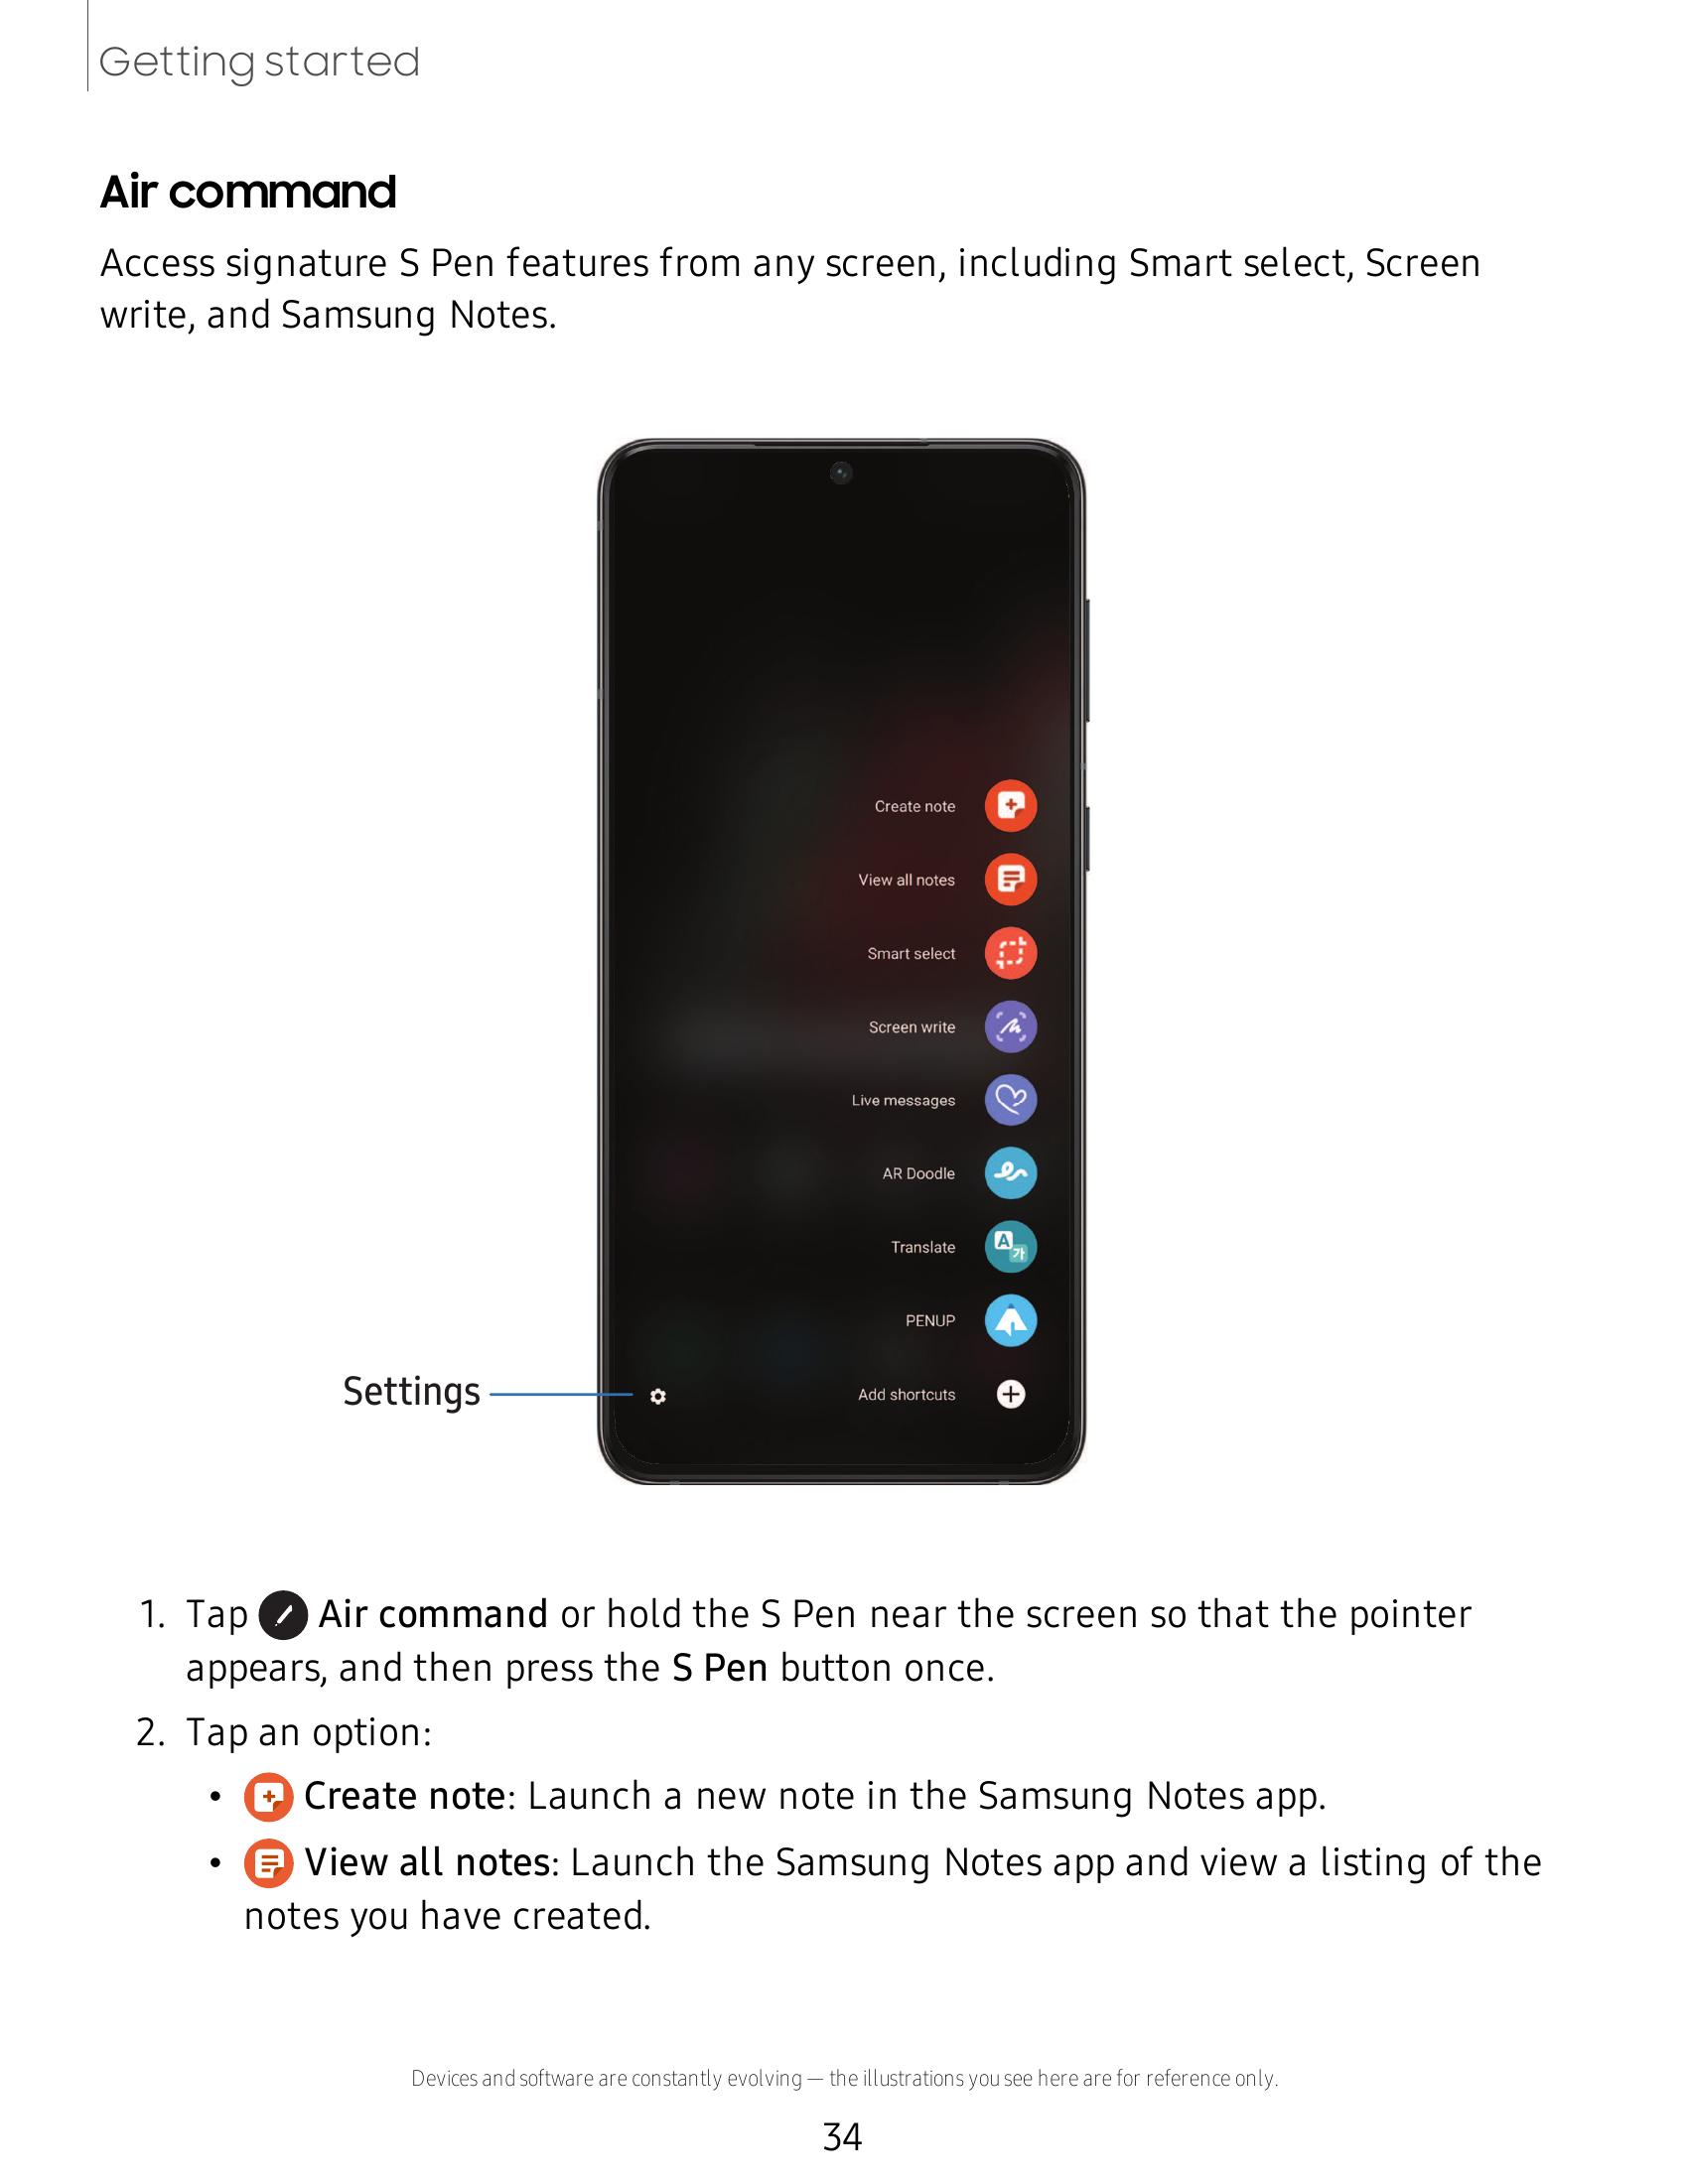 Getting started
Air command
Access signature S Pen features from any screen, including Smart select, Screen
write, and Samsung Notes.
Create note
View all notes
Smart select
Screen write
Live messages
AR Doodle
A가
Translate
PENUP
Settings
Add shortcuts
1. Tap Air command or hold the S Pen near the screen so that the pointer
appears, and then press the S Pen button once.
2. Tap an option:
• Create note: Launch a new note in the Samsung Notes app.
• View all notes: Launch the Samsung Notes app and view a listing of the
notes you have created.
Devices and software are constantly evolving — the illustrations you see here are for reference only.
34